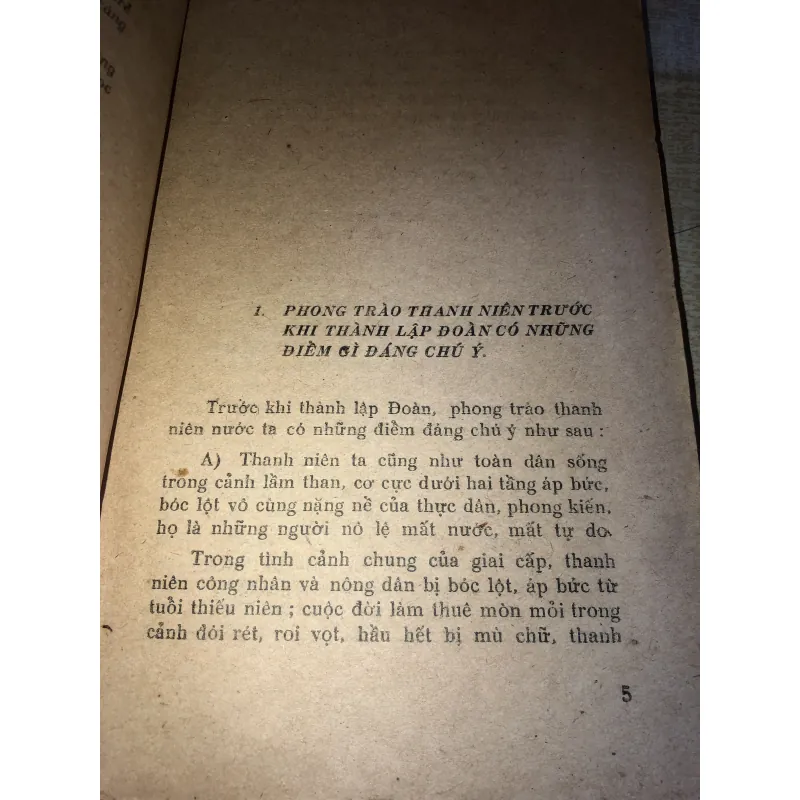 1. PHONG TRÀO THANH NIÊN TRƯỚC
KHI THÀNH LẬP ĐOÀN CÓ NHỮNG
ĐIỂM GÌ ĐÁNG CHÚ Ý.
Trước khi thành lập Đoàn, phong trào thanh
niên nước ta có những điểm đáng chú ý như sau :
A) Thanh niên ta cũng như toàn dân sống
trong cảnh lầm than, cơ cực dưới hai tầng áp bức,
bóc lột vô cùng nặng nề của thực dân, phong kiến,
họ là những người nô lệ mất nước, mất tự do.
Trong tình cảnh chung của giai cấp, thanh
niên công nhân và nông dân bị bóc lột, áp bức từ
tuổi thiếu niên ; cuộc đời làm thuê mòn mỏi trong
cảnh đói rét, roi vọt, hầu hết bị mù chữ, thanh
5